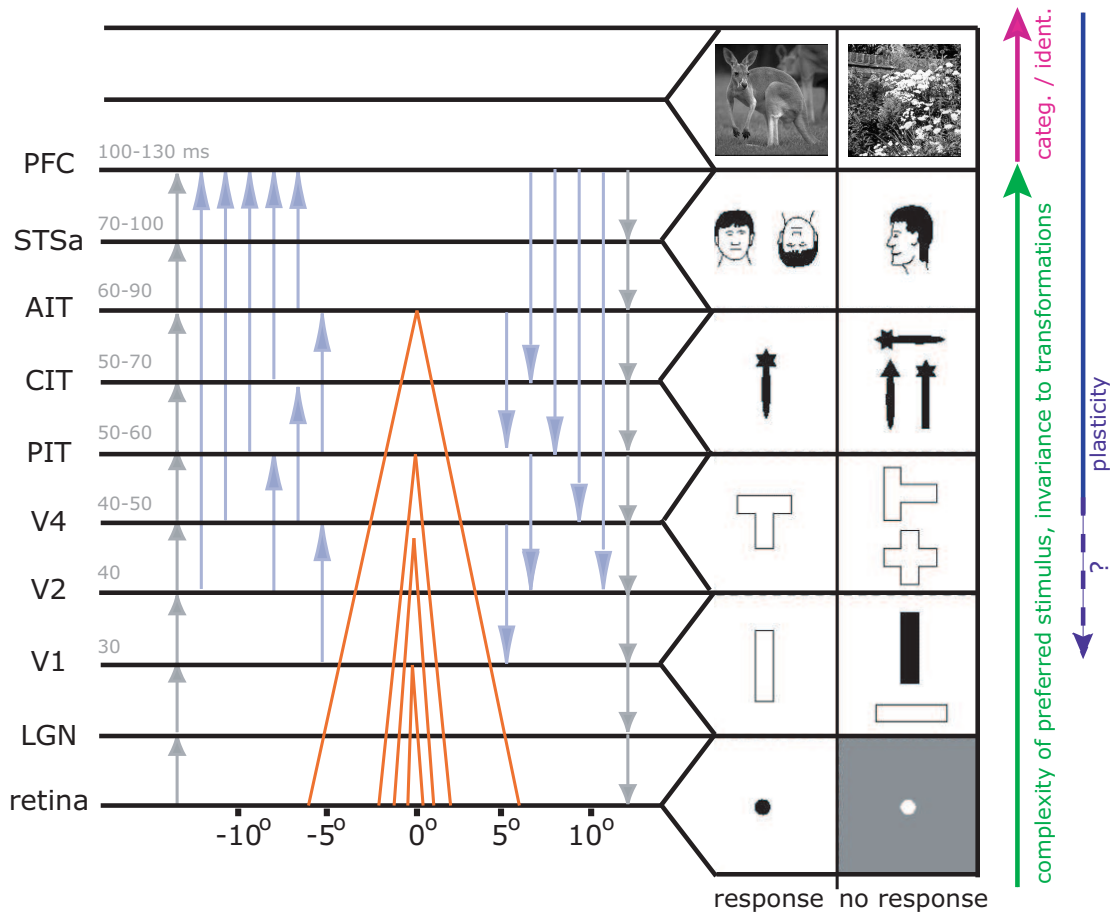 PFC 100-130 ms
STSa 70-100
AIT 60-90
CIT 50-70
PIT 50-60
V4 40-50
V2 40
V1 30
LGN
retina
-10° -5° 0° 5° 10°
response no response
categ. / ident.
complexity of preferred stimulus, invariance to transformations
plasticity
?